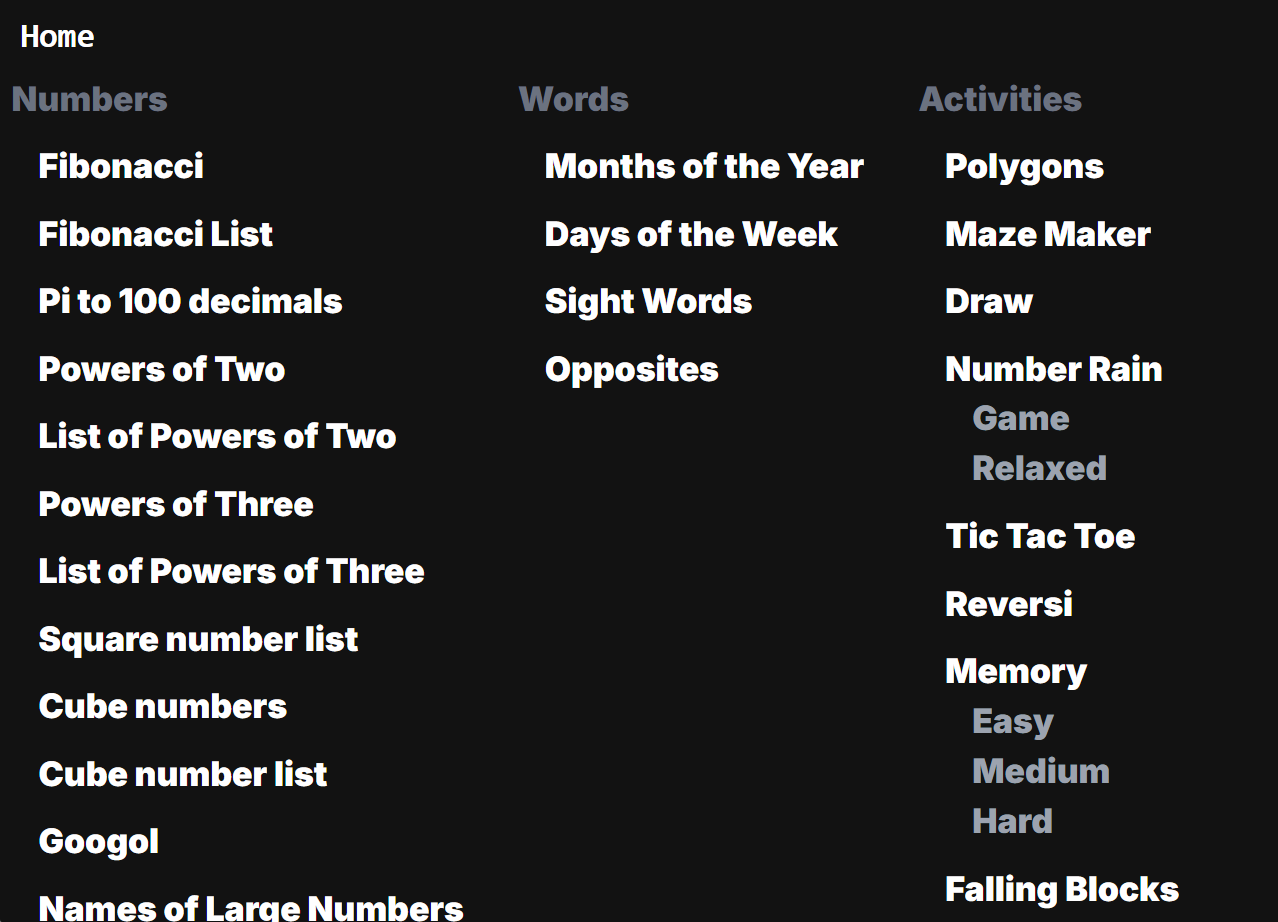 Home
Numbers
Fibonacci
Fibonacci List
Pi to 100 decimals
Powers of Two
List of Powers of Two
Powers of Three
List of Powers of Three
Square number list
Cube numbers
Cube number list
Googol
Names of Large Numbers
Words
Months of the Year
Days of the Week
Sight Words
Opposites
Activities
Polygons
Maze Maker
Draw
Number Rain
Game
Relaxed
Tic Tac Toe
Reversi
Memory
Easy
Medium
Hard
Falling Blocks